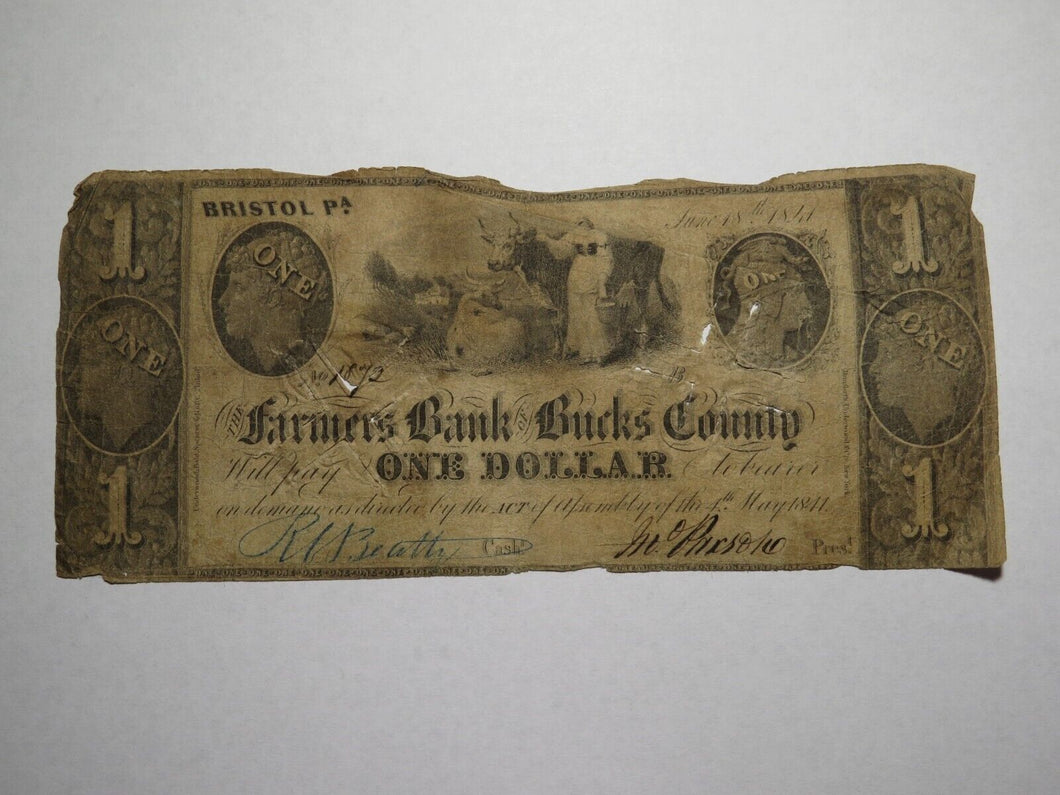 BRISTOL PA.
June 18th 1841
1
1
ONE
ONE
ONE
ONE
No 1872
B
THE Farmers Bank OF Bucks County
Will pay ONE DOLLAR to bearer
on demand as directed by the ACT of Assembly of the 4th May 1841
Cash.
Pres.t
1
1